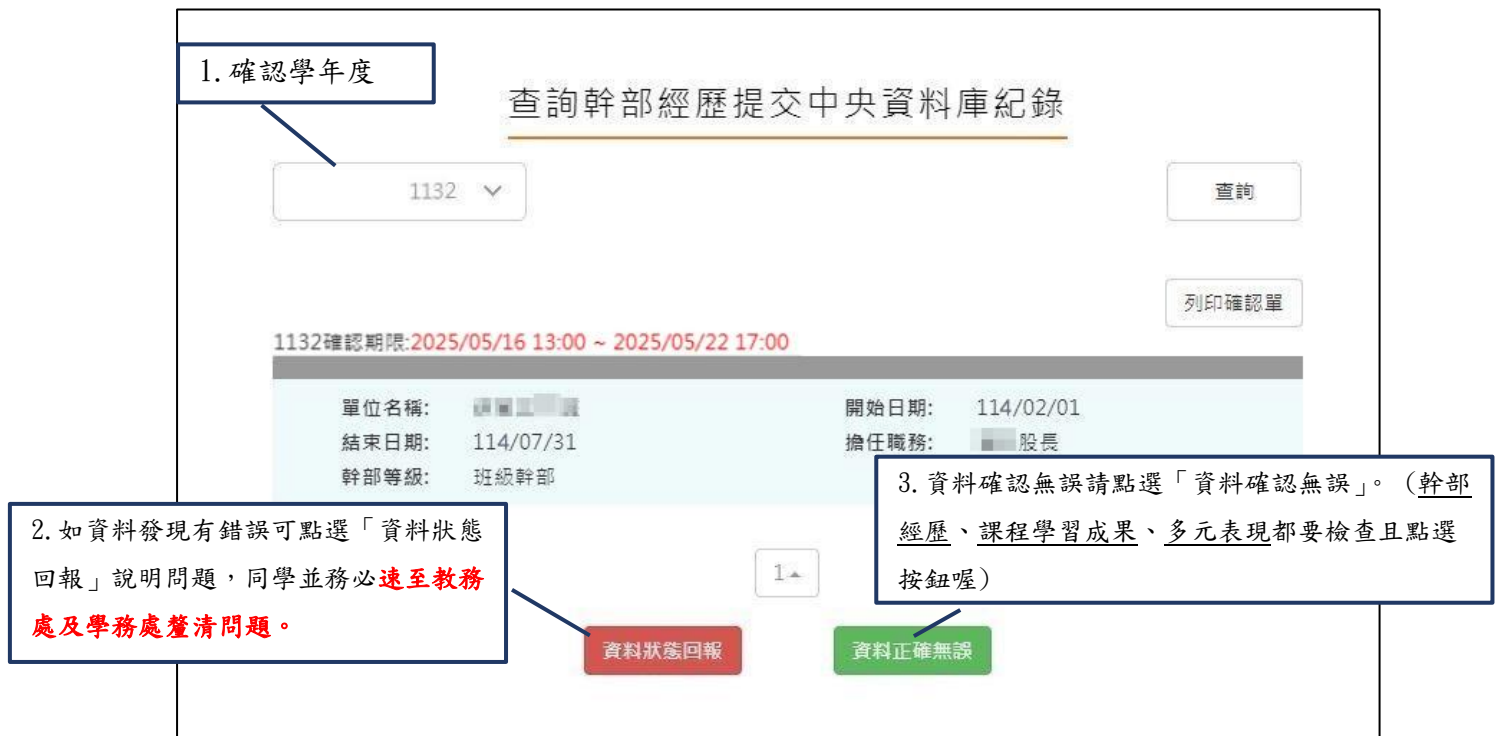 1.確認學年度
查詢幹部經歷提交中央資料庫紀錄
1132
查詢
列印確認單
1132確認期限:2025/05/16 13:00 ~ 2025/05/22 17:00
單位名稱:
開始日期: 114/02/01
結束日期: 114/07/31
擔任職務: 股長
幹部等級: 班級幹部
2.如資料發現有錯誤可點選「資料狀態
回報」說明問題，同學並務必速至教務
處及學務處釐清問題。
3.資料確認無誤請點選「資料確認無誤」。（幹部
經歷、課程學習成果、多元表現都要檢查且點選
按鈕喔）
1
資料狀態回報
資料正確無誤